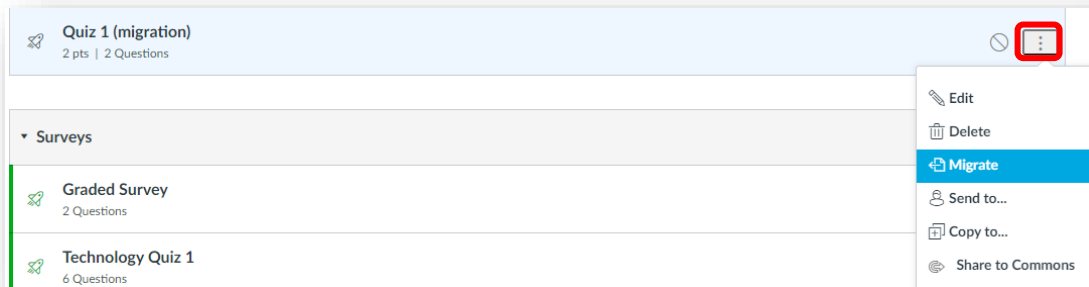 Quiz 1 (migration)
2 pts | 2 Questions
Edit
Delete
Migrate
Send to...
Copy to...
Share to Commons
Surveys
Graded Survey
2 Questions
Technology Quiz 1
6 Questions